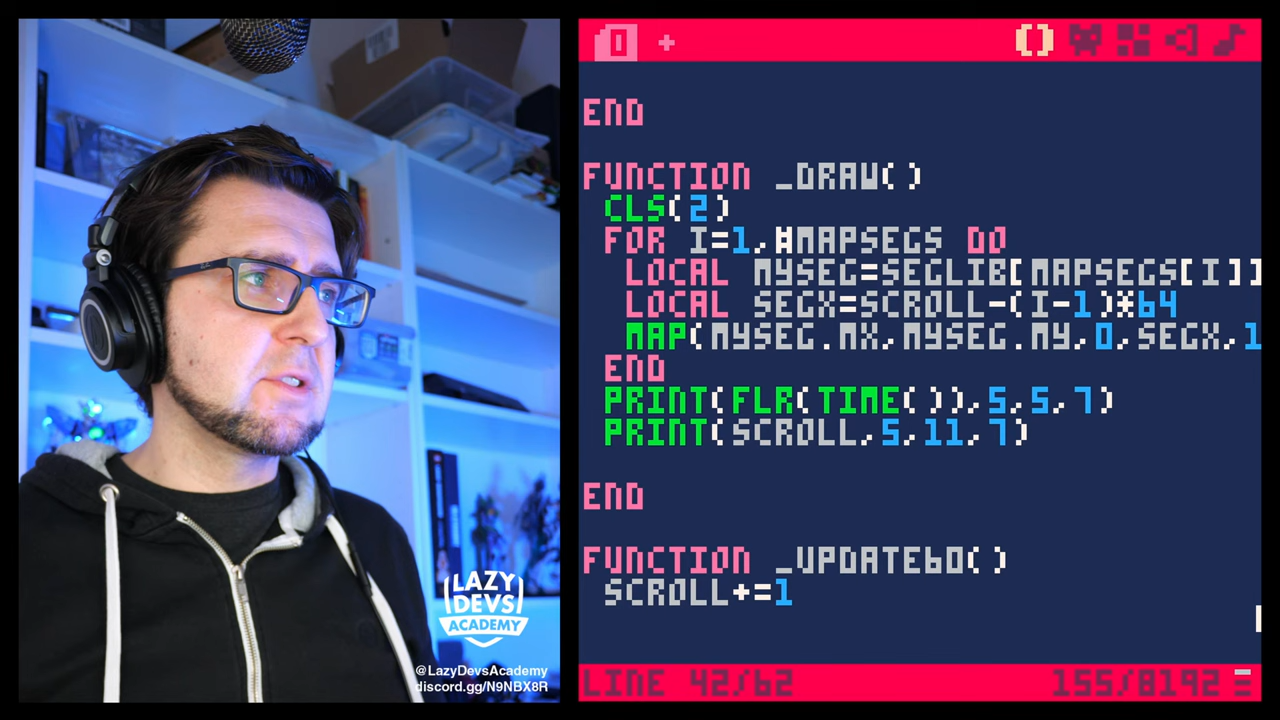 LAZY
DEVS
ACADEMY
@LazyDevsAcademy
discord.gg/N9NBX8R
END
FUNCTION _DRAW()
CLS(2)
FOR I=1,#MAPSEGS DO
LOCAL MYSEG=SEGLIB[MAPSEGS[I]]
LOCAL SEGX=SCROLL-(I-1)*64
MAP(MYSEG.MX,MYSEG.MY,0,SEGX,1
END
PRINT(FLR(TIME()),5,5,7)
PRINT(SCROLL,5,11,7)
END
FUNCTION _UPDATE60()
SCROLL+=1
LINE 42/62
155/8192